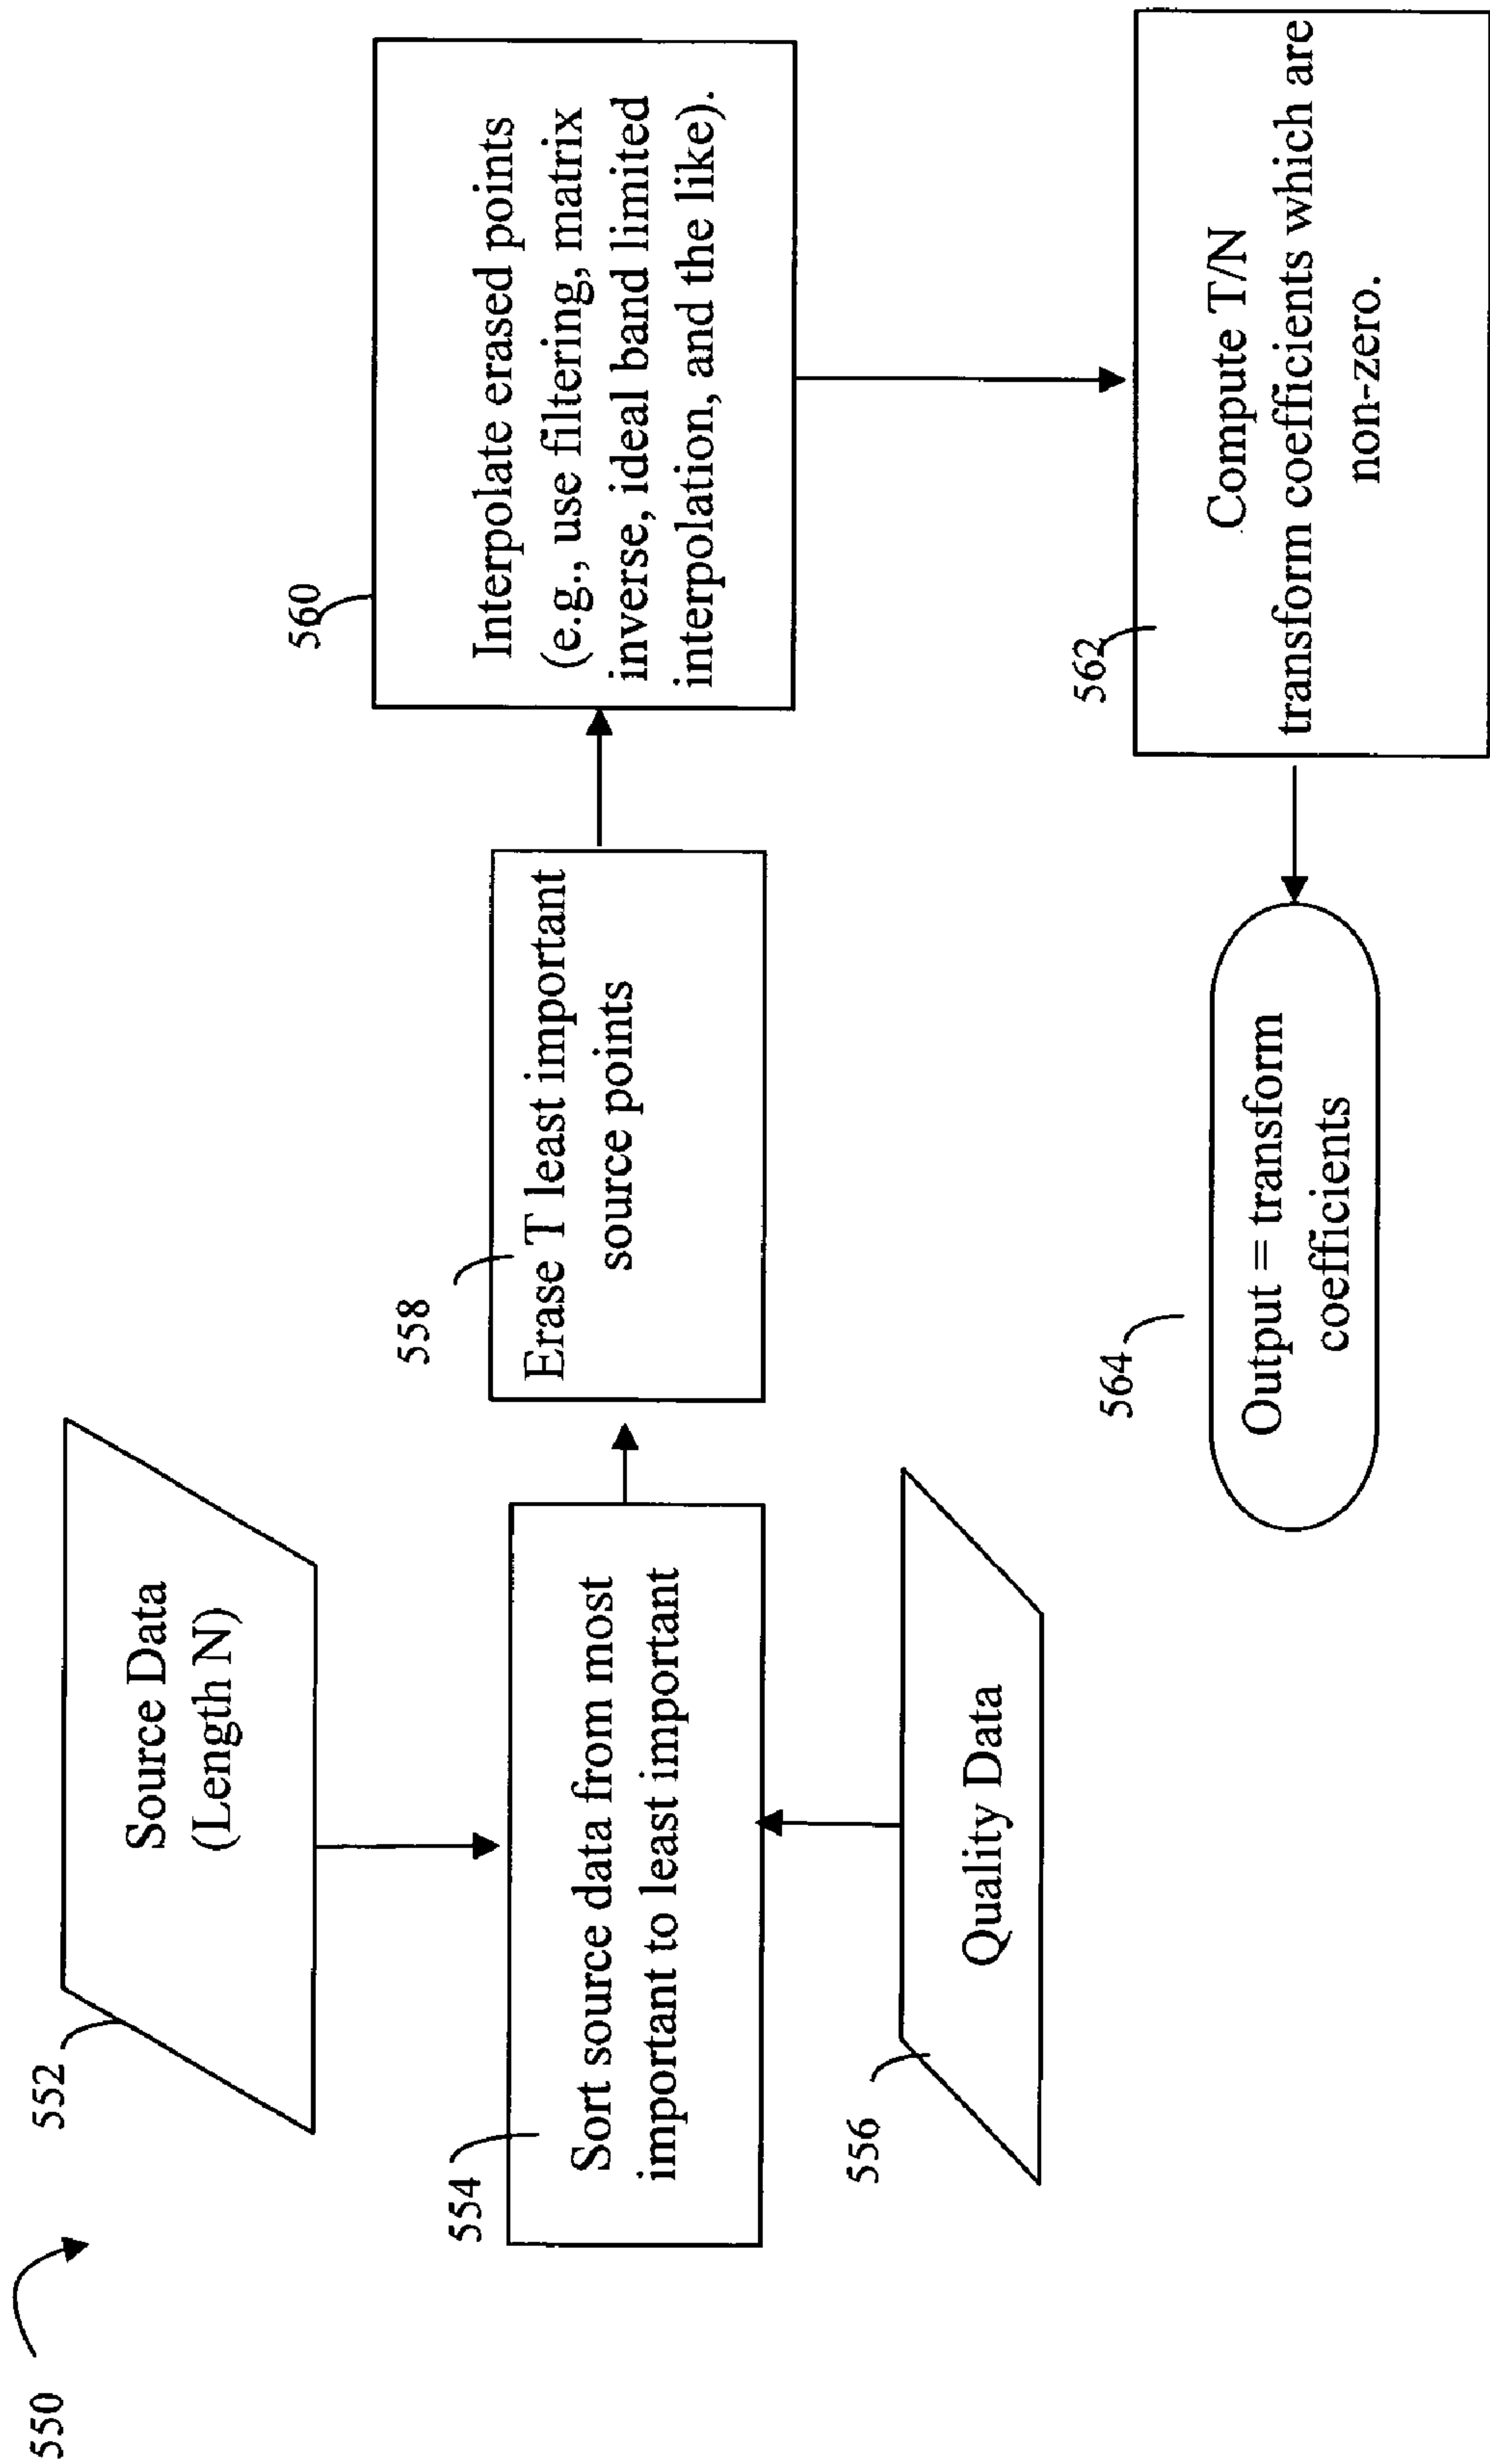 550
552
Source Data
(Length N)
554
Sort source data from most
important to least important
556
Quality Data
558
Erase T least important
source points
560
Interpolate erased points
(e.g., use filtering, matrix
inverse, ideal band limited
interpolation, and the like).
562
Compute T/N
transform coefficients which are
non-zero.
564
Output = transform
coefficients